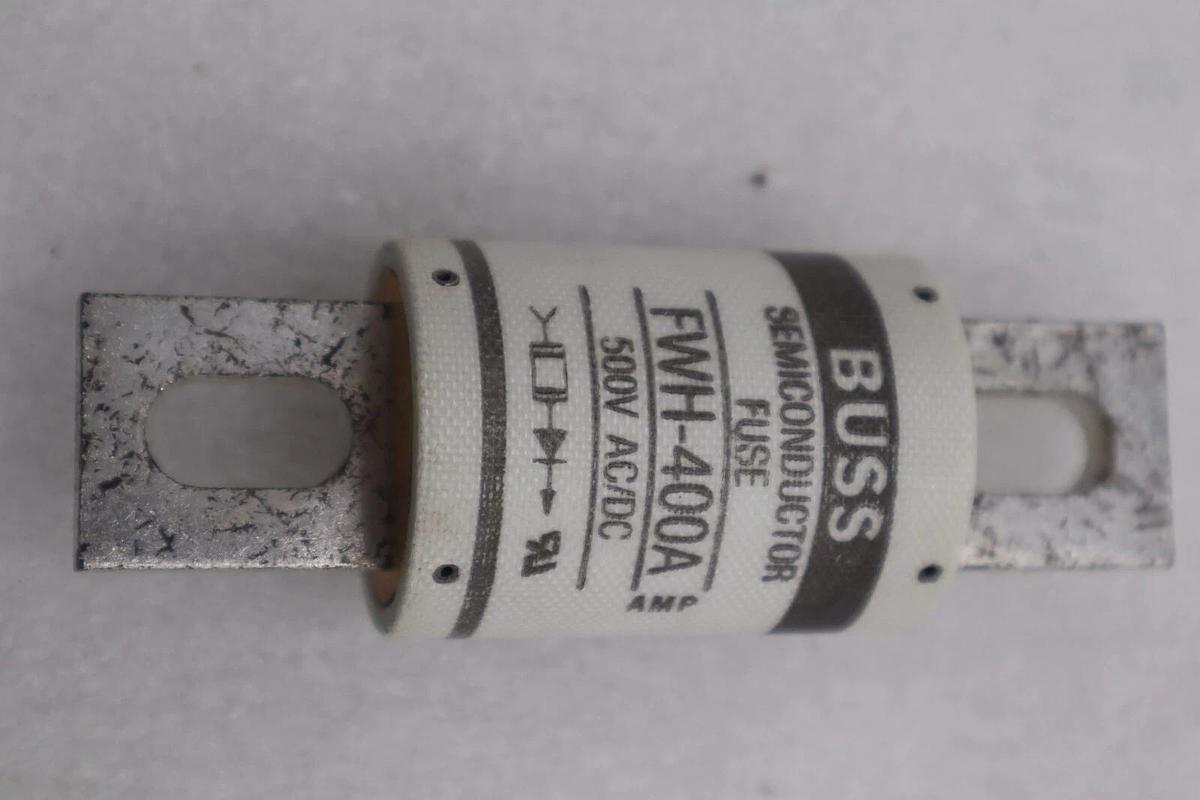 BUSS
SEMICONDUCTOR
FUSE
FWH-400A
AMP
500V AC/DC